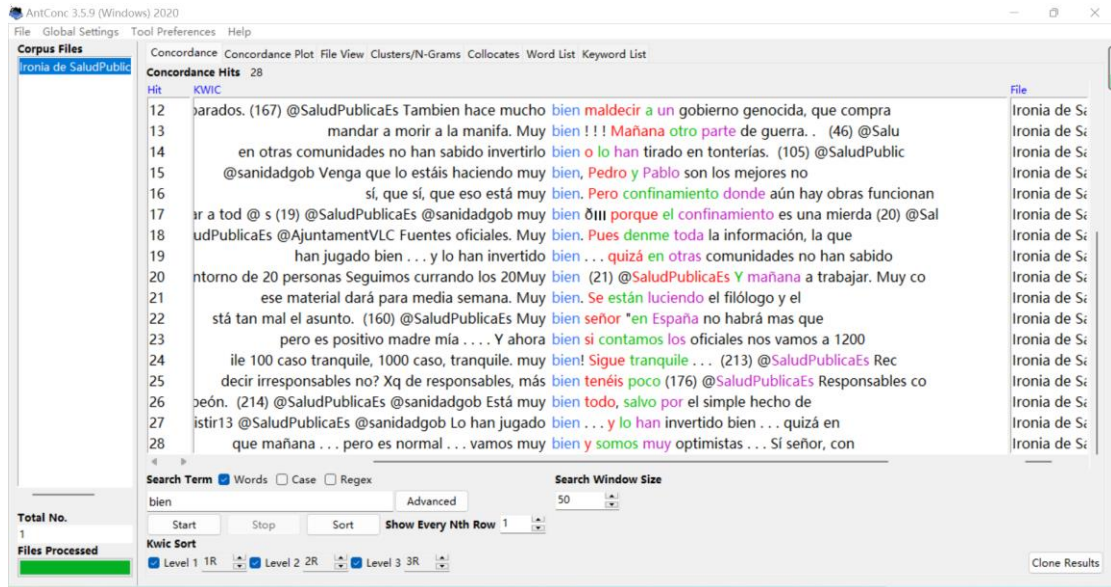 AntConc 3.5.9 (Windows) 2020
File Global Settings Tool Preferences Help
Corpus Files
Ironia de SaludPublic
Concordance Concordance Plot File View Clusters/N-Grams Collocates Word List Keyword List
Concordance Hits 28
Hit KWIC File
12 parados. (167) @SaludPublicaEs Tambien hace mucho bien maldecir a un gobierno genocida, que compra Ironia de Sa
13 mandar a morir a la manifa. Muy bien ! ! ! Mañana otro parte de guerra. . (46) @Salu Ironia de Sa
14 en otras comunidades no han sabido invertirlo bien o lo han tirado en tonterías. (105) @SaludPublic Ironia de Sa
15 @sanidadgob Venga que lo estáis haciendo muy bien, Pedro y Pablo son los mejores no Ironia de Sa
16 sí, que sí, que eso está muy bien. Pero confinamiento donde aún hay obras funcionan Ironia de Sa
17 ar a tod @ s (19) @SaludPublicaEs @sanidadgob muy bien porque el confinamiento es una mierda (20) @Sal Ironia de Sa
18 udPublicaEs @AjuntamentVLC Fuentes oficiales. Muy bien. Pues denme toda la información, la que Ironia de Sa
19 han jugado bien . . . y lo han invertido bien . . . quizá en otras comunidades no han sabido Ironia de Sa
20 ntorno de 20 personas Seguimos currando los 20Muy bien (21) @SaludPublicaEs Y mañana a trabajar. Muy co Ironia de Sa
21 ese material dará para media semana. Muy bien. Se están luciendo el filólogo y el Ironia de Sa
22 stá tan mal el asunto. (160) @SaludPublicaEs Muy bien señor "en España no habrá mas que Ironia de Sa
23 pero es positivo madre mía . . . . Y ahora bien si contamos los oficiales nos vamos a 1200 Ironia de Sa
24 ile 100 caso tranquile, 1000 caso, tranquile. muy bien! Sigue tranquile . . . (213) @SaludPublicaEs Rec Ironia de Sa
25 decir irresponsables no? Xq de responsables, más bien tenéis poco (176) @SaludPublicaEs Responsables co Ironia de Sa
26 peón. (214) @SaludPublicaEs @sanidadgob Está muy bien todo, salvo por el simple hecho de Ironia de Sa
27 istir13 @SaludPublicaEs @sanidadgob Lo han jugado bien . . . y lo han invertido bien . . . quizá en Ironia de Sa
28 que mañana . . . pero es normal . . . vamos muy bien y somos muy optimistas . . . Sí señor, con Ironia de Sa
Search Term Words Case Regex Search Window Size
bien Advanced 50
Start Stop Sort Show Every Nth Row 1
Kwic Sort
Level 1 1R Level 2 2R Level 3 3R Clone Results
Total No.
1
Files Processed